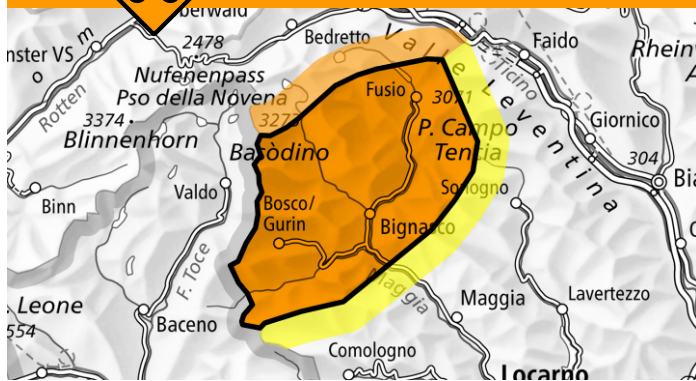 berwald
nster VS
2478
Bedretto
Faido
Rhein
Nufenenpass
Pso della Novena
Rotten
Fusio
3071
Valle Leventina
Ticino
3374
3273
Blinnenhorn
P. Campo
Tencia
Giornico
Basòdino
304
Valdo
Sonogno
Bia
Binn
Bosco/
Gurin
Bignasco
F. Toce
Maggia
Leone
554
Baceno
Maggia
Lavertezzo
Comologno
Locarno